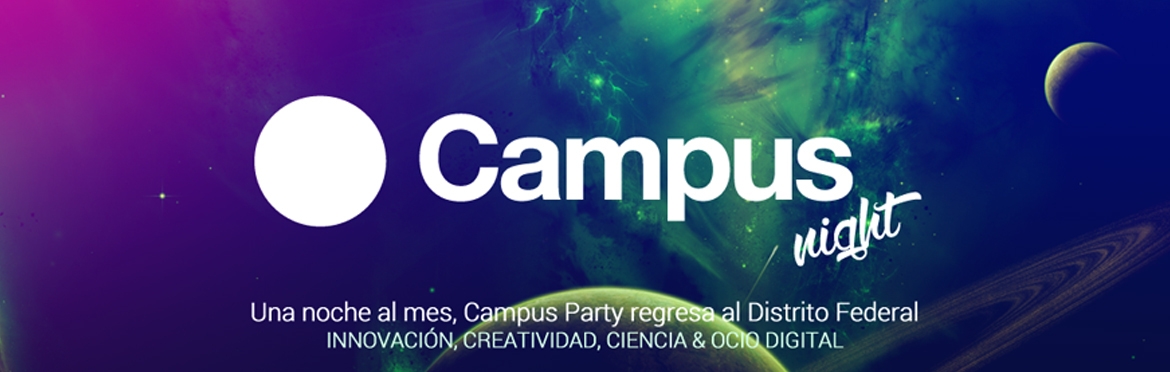 Campus
night
Una noche al mes, Campus Party regresa al Distrito Federal
INNOVACIÓN, CREATIVIDAD, CIENCIA & OCIO DIGITAL